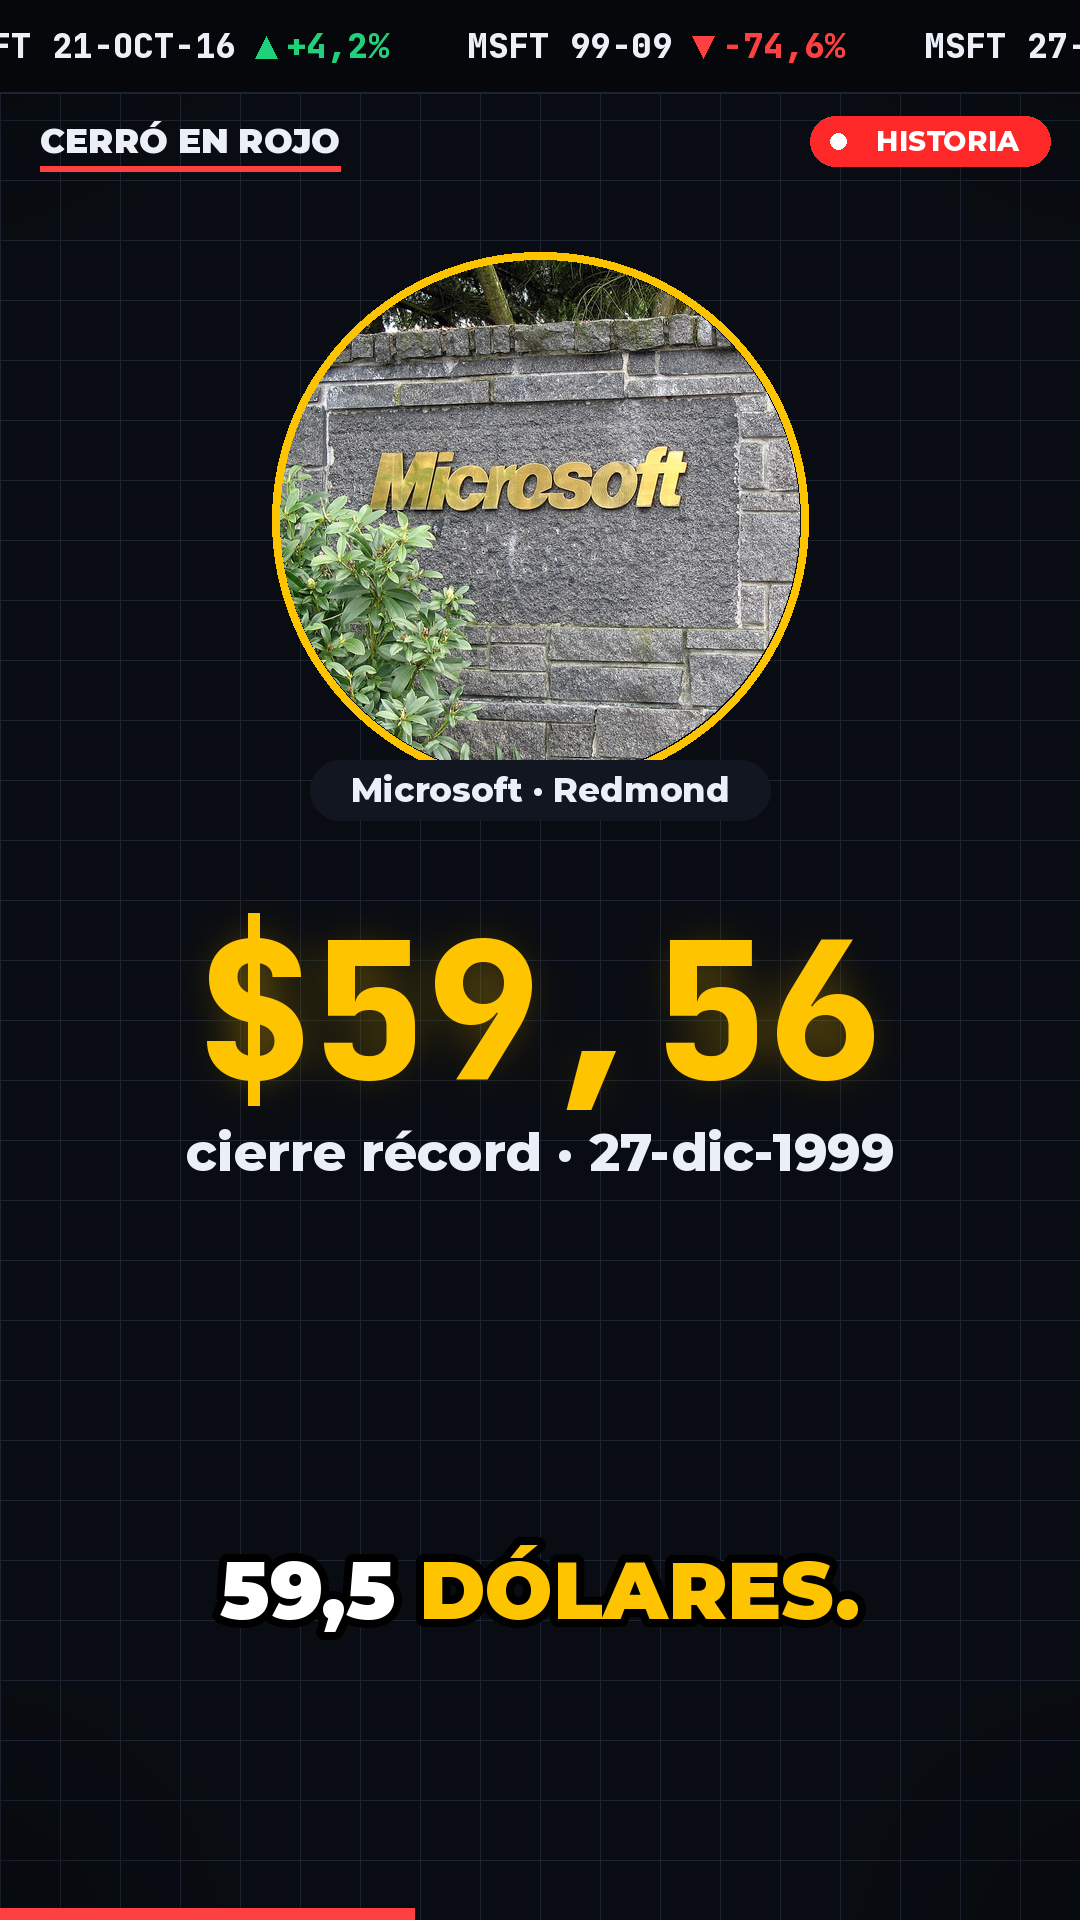 FT 21-OCT-16 ▲+4,2% MSFT 99-09 ▼-74,6% MSFT 27-
CERRÓ EN ROJO
HISTORIA
Microsoft
Microsoft · Redmond
$59,56
cierre récord · 27-dic-1999
59,5 DÓLARES.